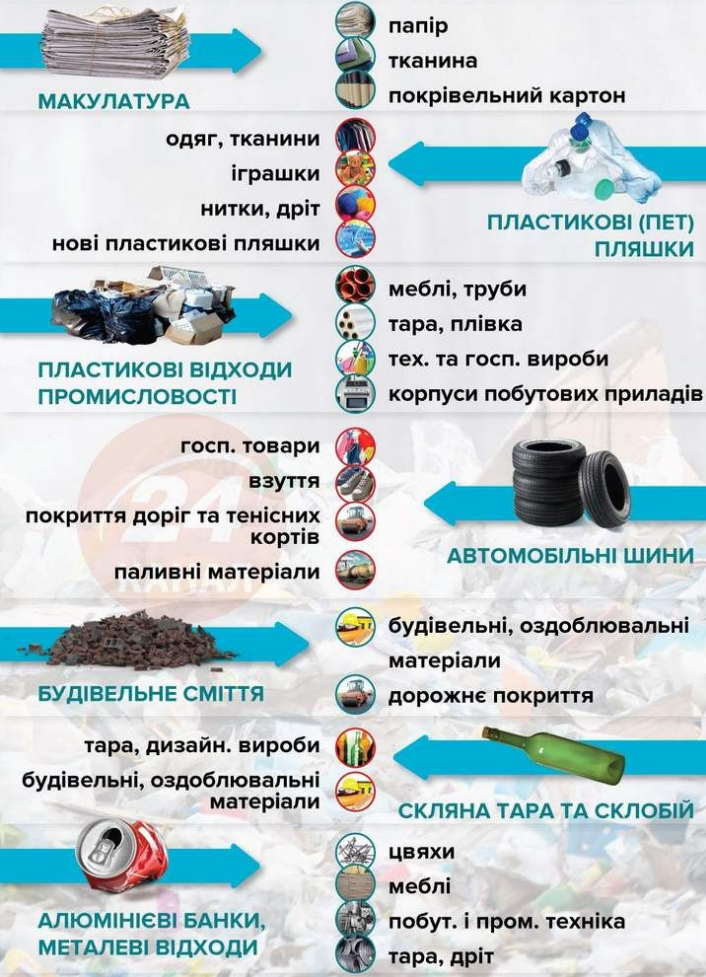 папір
тканина
покрівельний картон
МАКУЛАТУРА
одяг, тканини
іграшки
нитки, дріт
нові пластикові пляшки
ПЛАСТИКОВІ (ПЕТ)
ПЛЯШКИ
меблі, труби
тара, плівка
тех. та госп. вироби
корпуси побутових приладів
ПЛАСТИКОВІ ВІДХОДИ
ПРОМИСЛОВОСТІ
госп. товари
взуття
покриття доріг та тенісних
кортів
паливні матеріали
АВТОМОБІЛЬНІ ШИНИ
24
КАНАЛ
будівельні, оздоблювальні
матеріали
дорожнє покриття
БУДІВЕЛЬНЕ СМІТТЯ
тара, дизайн. вироби
будівельні, оздоблювальні
матеріали
СКЛЯНА ТАРА ТА СКЛОБІЙ
цвяхи
меблі
побут. і пром. техніка
тара, дріт
АЛЮМІНІЄВІ БАНКИ,
МЕТАЛЕВІ ВІДХОДИ